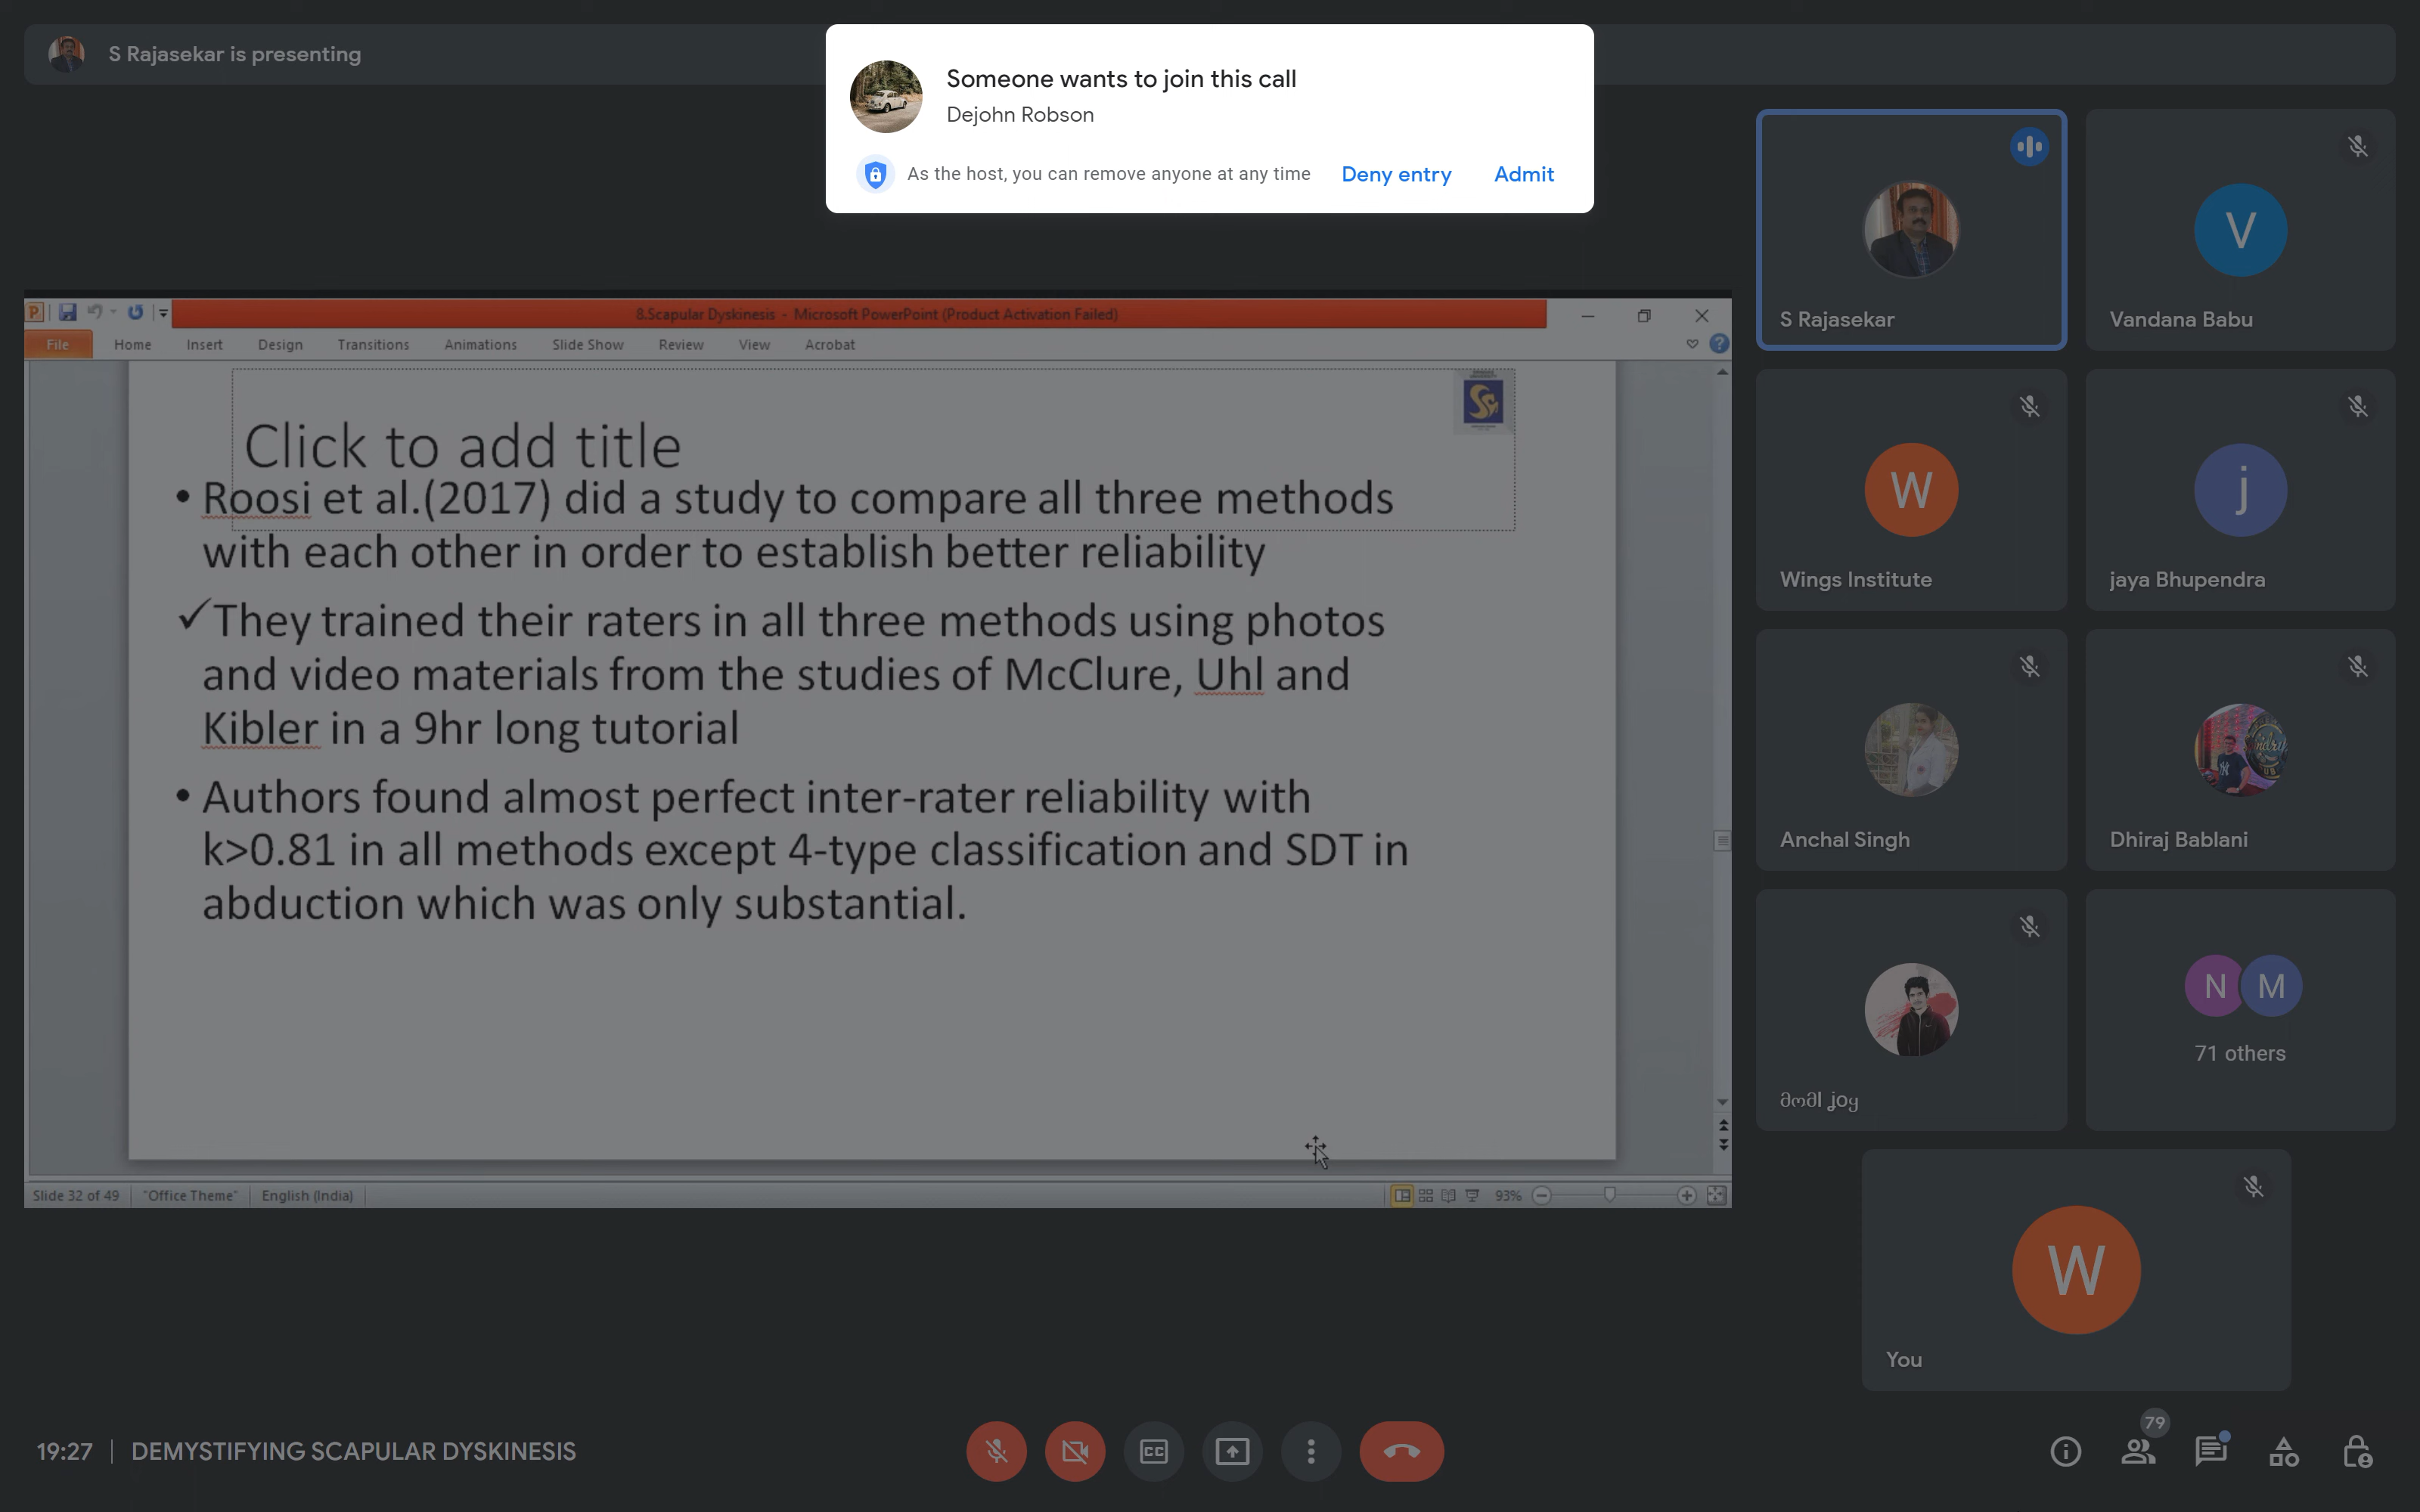 S Rajasekar is presenting
Someone wants to join this call
Dejohn Robson
As the host, you can remove anyone at any time
Deny entry
Admit
8.Scapular Dyskinesis - Microsoft PowerPoint (Product Activation Failed)
File Home Insert Design Transitions Animations Slide Show Review View Acrobat
Click to add title
• Roosi et al.(2017) did a study to compare all three methods
with each other in order to establish better reliability
✓They trained their raters in all three methods using photos
and video materials from the studies of McClure, Uhl and
Kibler in a 9hr long tutorial
• Authors found almost perfect inter-rater reliability with
k>0.81 in all methods except 4-type classification and SDT in
abduction which was only substantial.
Slide 32 of 49 "Office Theme" English (India) 93%
S Rajasekar
V
Vandana Babu
W
Wings Institute
j
jaya Bhupendra
Anchal Singh
Dhiraj Bablani
N M
71 others
W
You
19:27 | DEMYSTIFYING SCAPULAR DYSKINESIS
CC
79